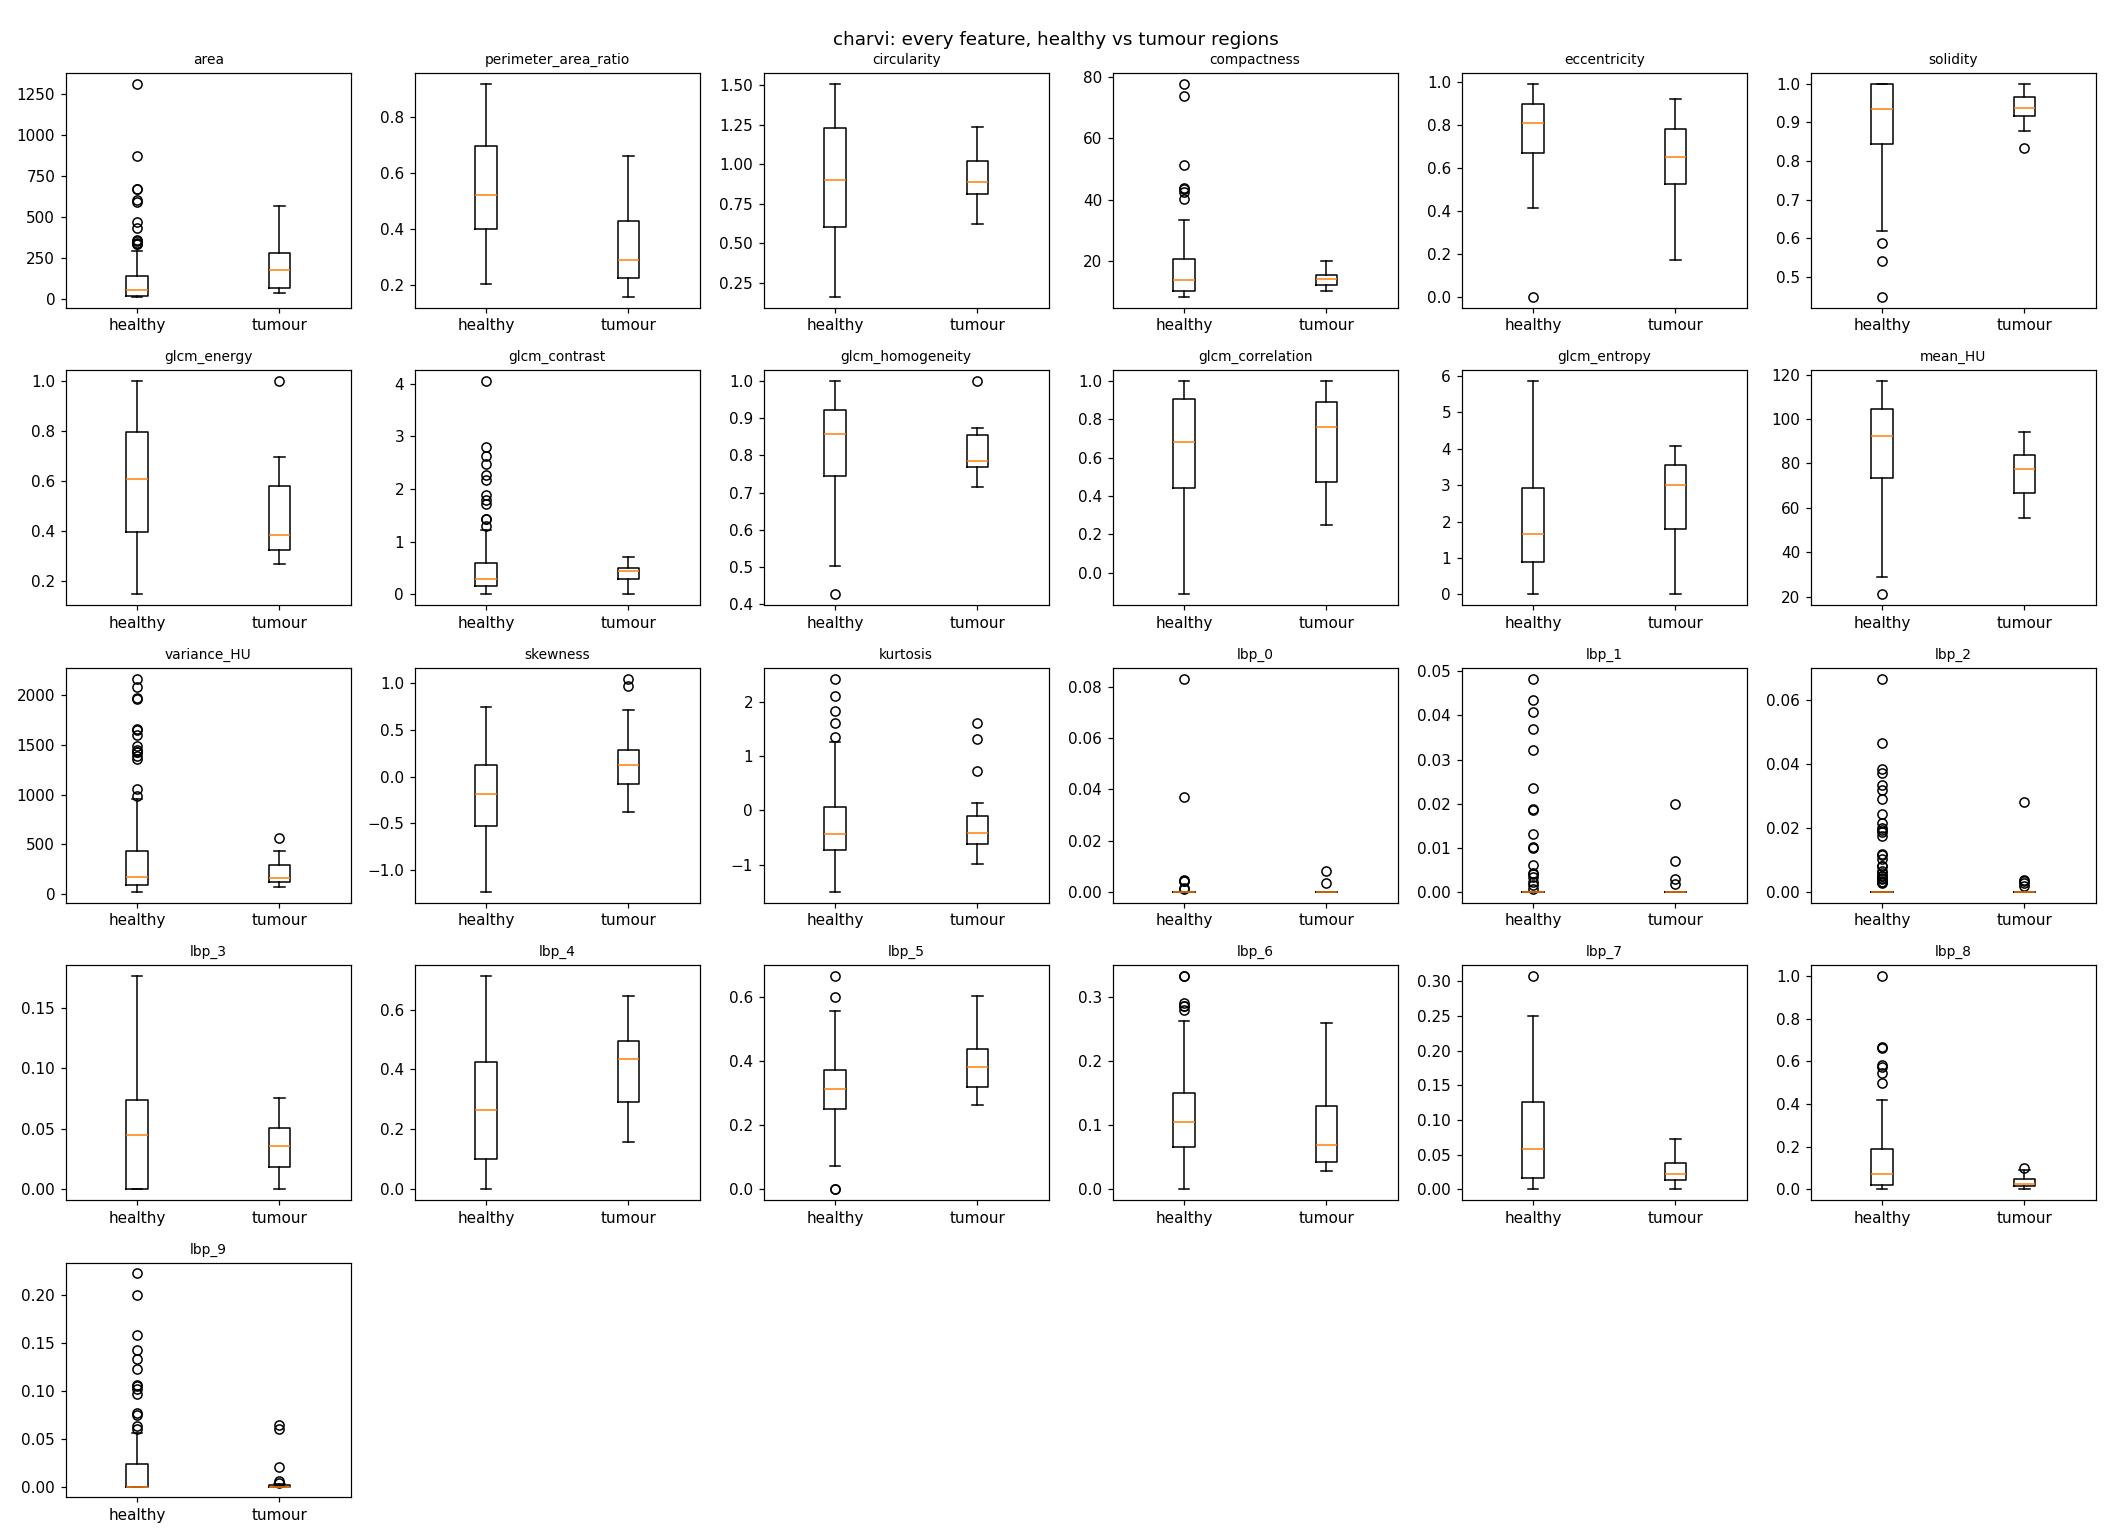 charvi: every feature, healthy vs tumour regions
area
1250
1000
750
500
250
0
healthy
tumour
perimeter_area_ratio
0.8
0.6
0.4
0.2
healthy
tumour
circularity
1.50
1.25
1.00
0.75
0.50
0.25
healthy
tumour
compactness
80
60
40
20
healthy
tumour
eccentricity
1.0
0.8
0.6
0.4
0.2
0.0
healthy
tumour
solidity
1.0
0.9
0.8
0.7
0.6
0.5
healthy
tumour
glcm_energy
1.0
0.8
0.6
0.4
0.2
healthy
tumour
glcm_contrast
4
3
2
1
0
healthy
tumour
glcm_homogeneity
1.0
0.9
0.8
0.7
0.6
0.5
0.4
healthy
tumour
glcm_correlation
1.0
0.8
0.6
0.4
0.2
0.0
healthy
tumour
glcm_entropy
6
5
4
3
2
1
0
healthy
tumour
mean_HU
120
100
80
60
40
20
healthy
tumour
variance_HU
2000
1500
1000
500
0
healthy
tumour
skewness
1.0
0.5
0.0
−0.5
−1.0
healthy
tumour
kurtosis
2
1
0
−1
healthy
tumour
lbp_0
0.08
0.06
0.04
0.02
0.00
healthy
tumour
lbp_1
0.05
0.04
0.03
0.02
0.01
0.00
healthy
tumour
lbp_2
0.06
0.04
0.02
0.00
healthy
tumour
lbp_3
0.15
0.10
0.05
0.00
healthy
tumour
lbp_4
0.6
0.4
0.2
0.0
healthy
tumour
lbp_5
0.6
0.4
0.2
0.0
healthy
tumour
lbp_6
0.3
0.2
0.1
0.0
healthy
tumour
lbp_7
0.30
0.25
0.20
0.15
0.10
0.05
0.00
healthy
tumour
lbp_8
1.0
0.8
0.6
0.4
0.2
0.0
healthy
tumour
lbp_9
0.20
0.15
0.10
0.05
0.00
healthy
tumour